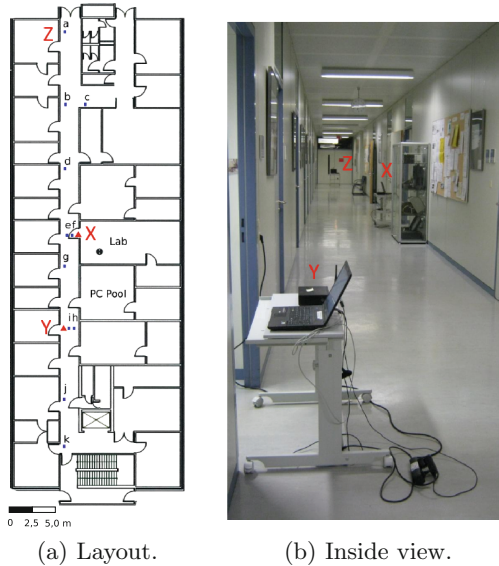 a
Z
b
c
d
e f
X
Lab
g
PC Pool
Y
i h
j
k
0 2,5 5,0 m
(a) Layout.
Z
X
Y
(b) Inside view.